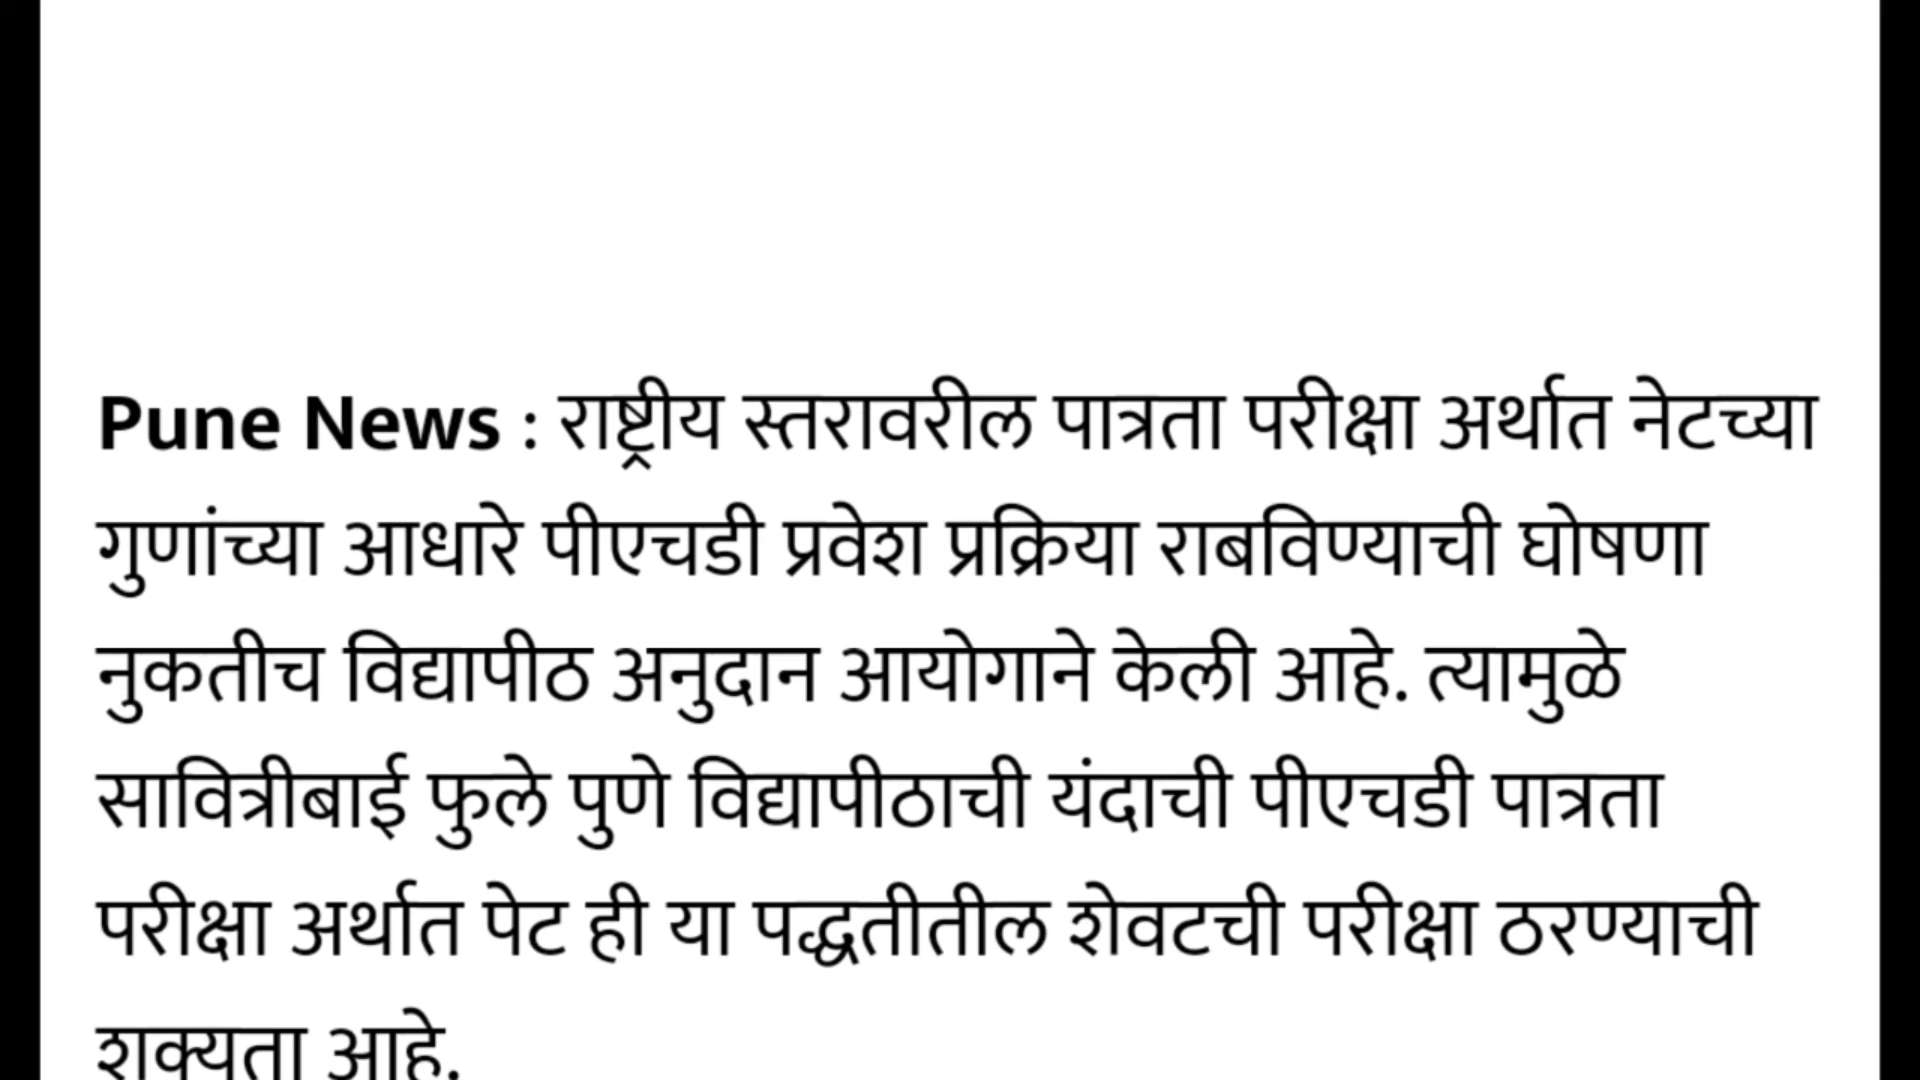 Pune News : राष्ट्रीय स्तरावरील पात्रता परीक्षा अर्थात नेटच्या
गुणांच्या आधारे पीएचडी प्रवेश प्रक्रिया राबविण्याची घोषणा
नुकतीच विद्यापीठ अनुदान आयोगाने केली आहे. त्यामुळे
सावित्रीबाई फुले पुणे विद्यापीठाची यंदाची पीएचडी पात्रता
परीक्षा अर्थात पेट ही या पद्धतीतील शेवटची परीक्षा ठरण्याची
शक्यता आहे.